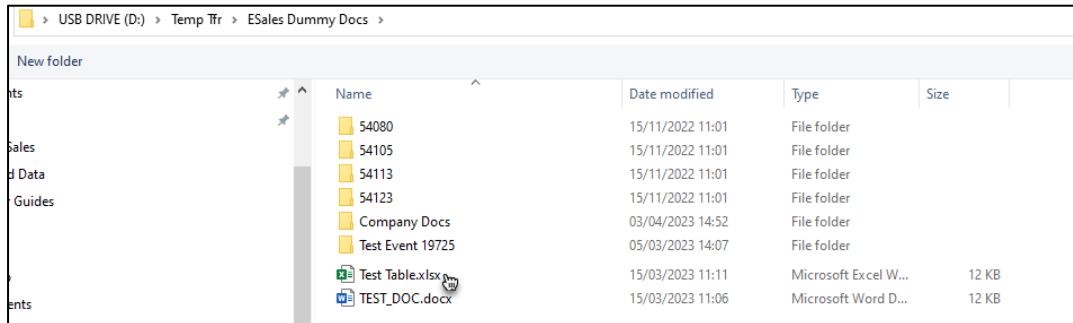 > USB DRIVE (D:) > Temp Tfr > ESales Dummy Docs >
New folder
nts
Name Date modified Type Size
54080 15/11/2022 11:01 File folder
Sales
54105 15/11/2022 11:01 File folder
d Data
54113 15/11/2022 11:01 File folder
Guides
54123 15/11/2022 11:01 File folder
Company Docs 03/04/2023 14:52 File folder
Test Event 19725 05/03/2023 14:07 File folder
Test Table.xlsx 15/03/2023 11:11 Microsoft Excel W... 12 KB
ents
TEST_DOC.docx 15/03/2023 11:06 Microsoft Word D... 12 KB